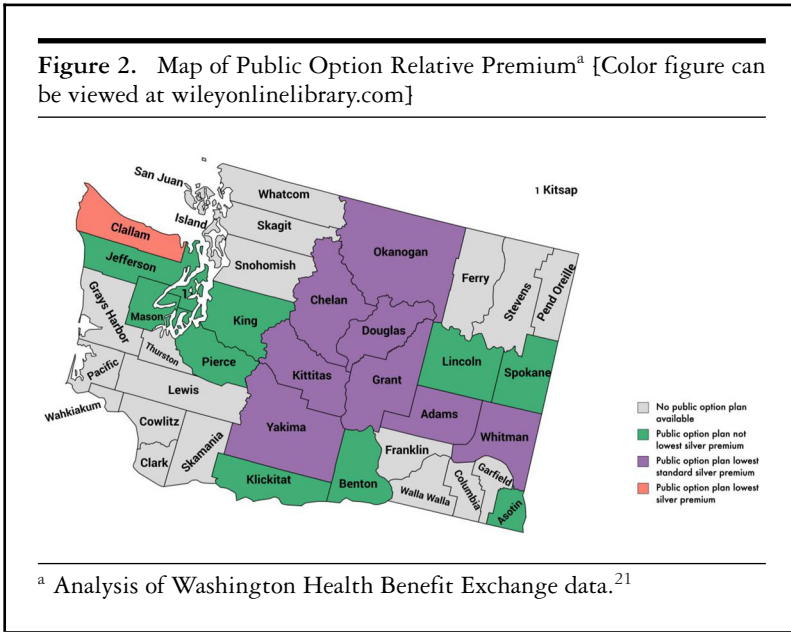 Figure 2. Map of Public Option Relative Premiumᵃ [Color figure can
be viewed at wileyonlinelibrary.com]
San Juan
Whatcom
1 Kitsap
Island
Skagit
Clallam
Okanogan
Jefferson
Snohomish
Ferry
Stevens
Pend Oreille
Chelan
1
Grays Harbor
Mason
King
Douglas
Thurston
Pierce
Lincoln
Spokane
Kittitas
Grant
Pacific
Lewis
No public option plan
available
Wahkiakum
Yakima
Adams
Whitman
Public option plan not
lowest silver premium
Cowlitz
Skamania
Franklin
Garfield
Public option plan lowest
standard silver premium
Clark
Klickitat
Benton
Walla Walla
Columbia
Asotin
Public option plan lowest
silver premium
ᵃ Analysis of Washington Health Benefit Exchange data.²¹